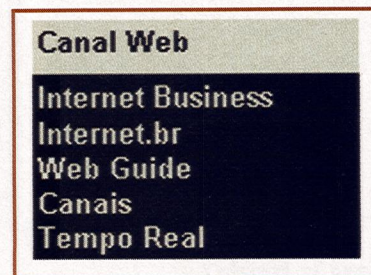 Canal Web
Internet Business
Internet.br
Web Guide
Canais
Tempo Real